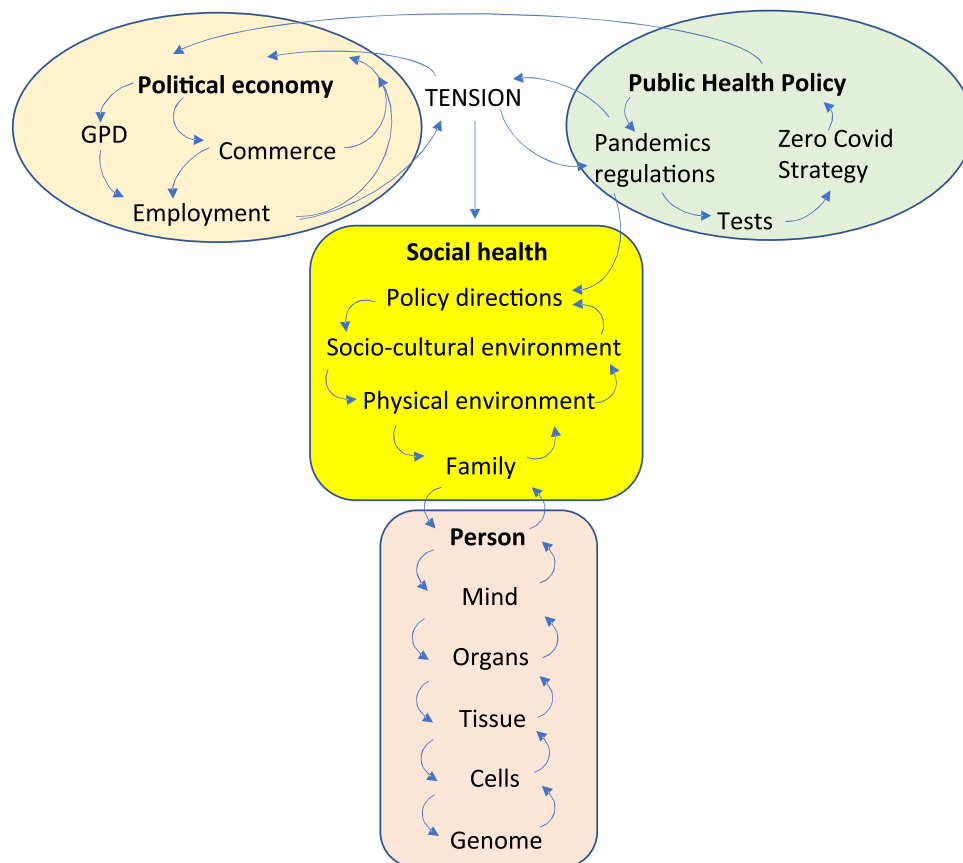 Political economy
GPD
Commerce
Employment
TENSION
Public Health Policy
Pandemics
regulations
Zero Covid
Strategy
Tests
Social health
Policy directions
Socio-cultural environment
Physical environment
Family
Person
Mind
Organs
Tissue
Cells
Genome